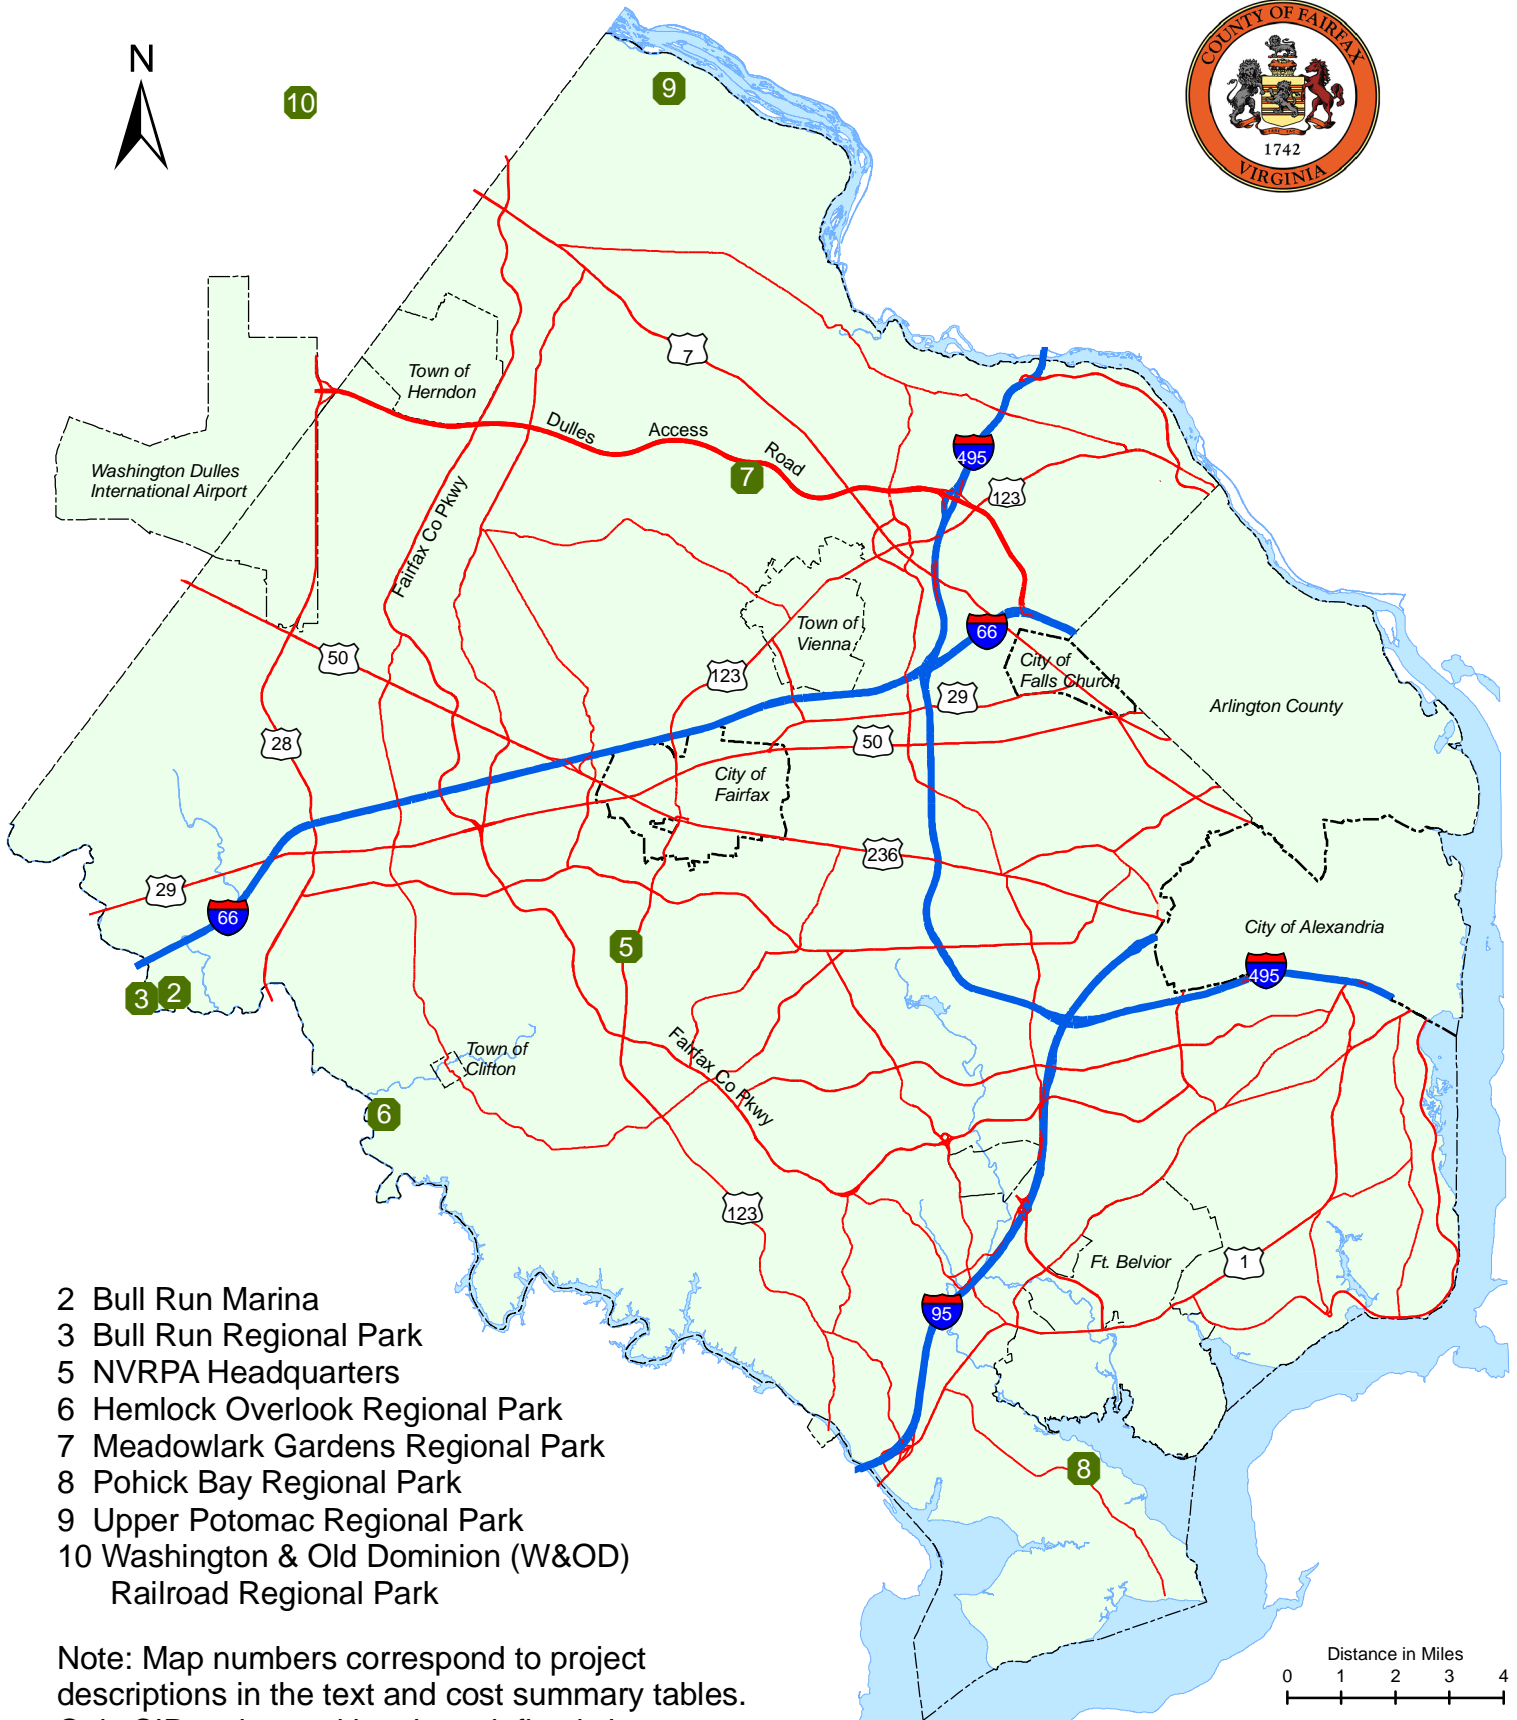 N
COUNTY OF FAIRFAX
1742
VIRGINIA
10
9
7
Town of
Herndon
Dulles Access Road
495
7
123
Washington Dulles
International Airport
Fairfax Co Pkwy
Town of
Vienna
66
City of
Falls Church
50
123
29
Arlington County
28
50
City of
Fairfax
236
29
66
5
City of Alexandria
495
3
2
Town of
Clifton
Fairfax Co Pkwy
6
123
Ft. Belvior
1
95
8
2 Bull Run Marina
3 Bull Run Regional Park
5 NVRPA Headquarters
6 Hemlock Overlook Regional Park
7 Meadowlark Gardens Regional Park
8 Pohick Bay Regional Park
9 Upper Potomac Regional Park
10 Washington & Old Dominion (W&OD)
Railroad Regional Park
Note: Map numbers correspond to project
descriptions in the text and cost summary tables.
Distance in Miles
0 1 2 3 4